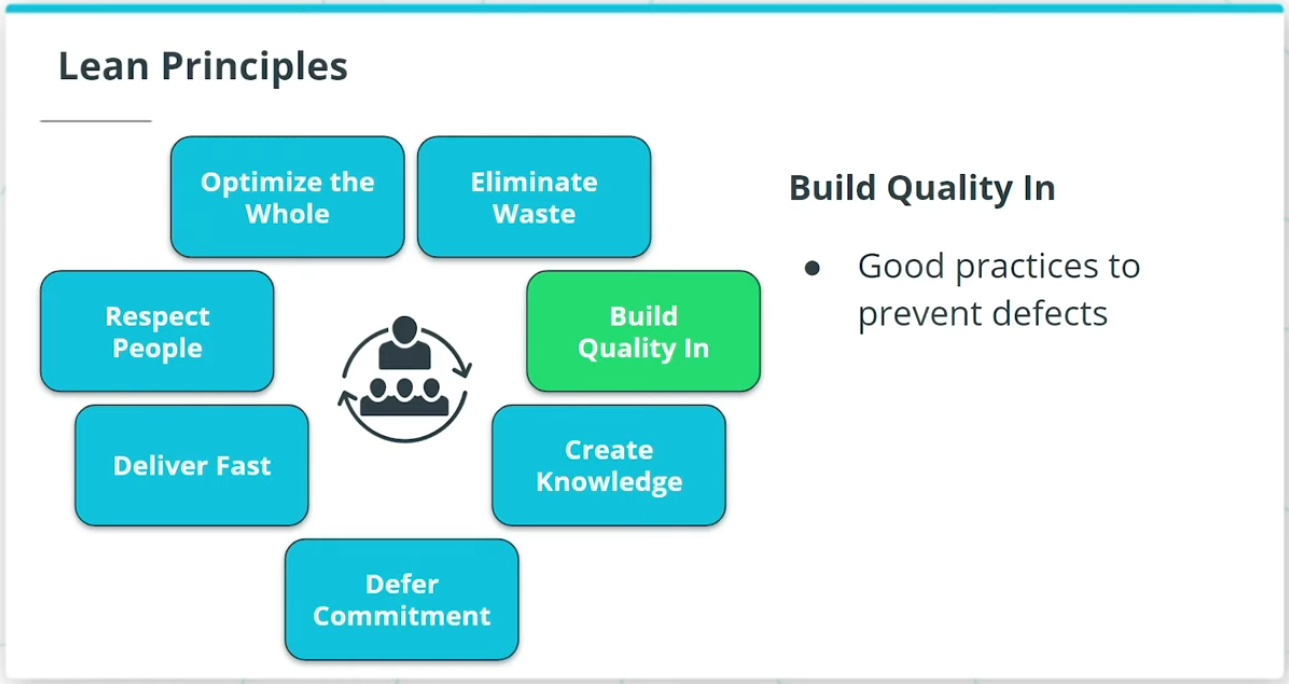 Lean Principles
Optimize the
Whole
Eliminate
Waste
Respect
People
Build
Quality In
Deliver Fast
Create
Knowledge
Defer
Commitment
Build Quality In
● Good practices to
prevent defects